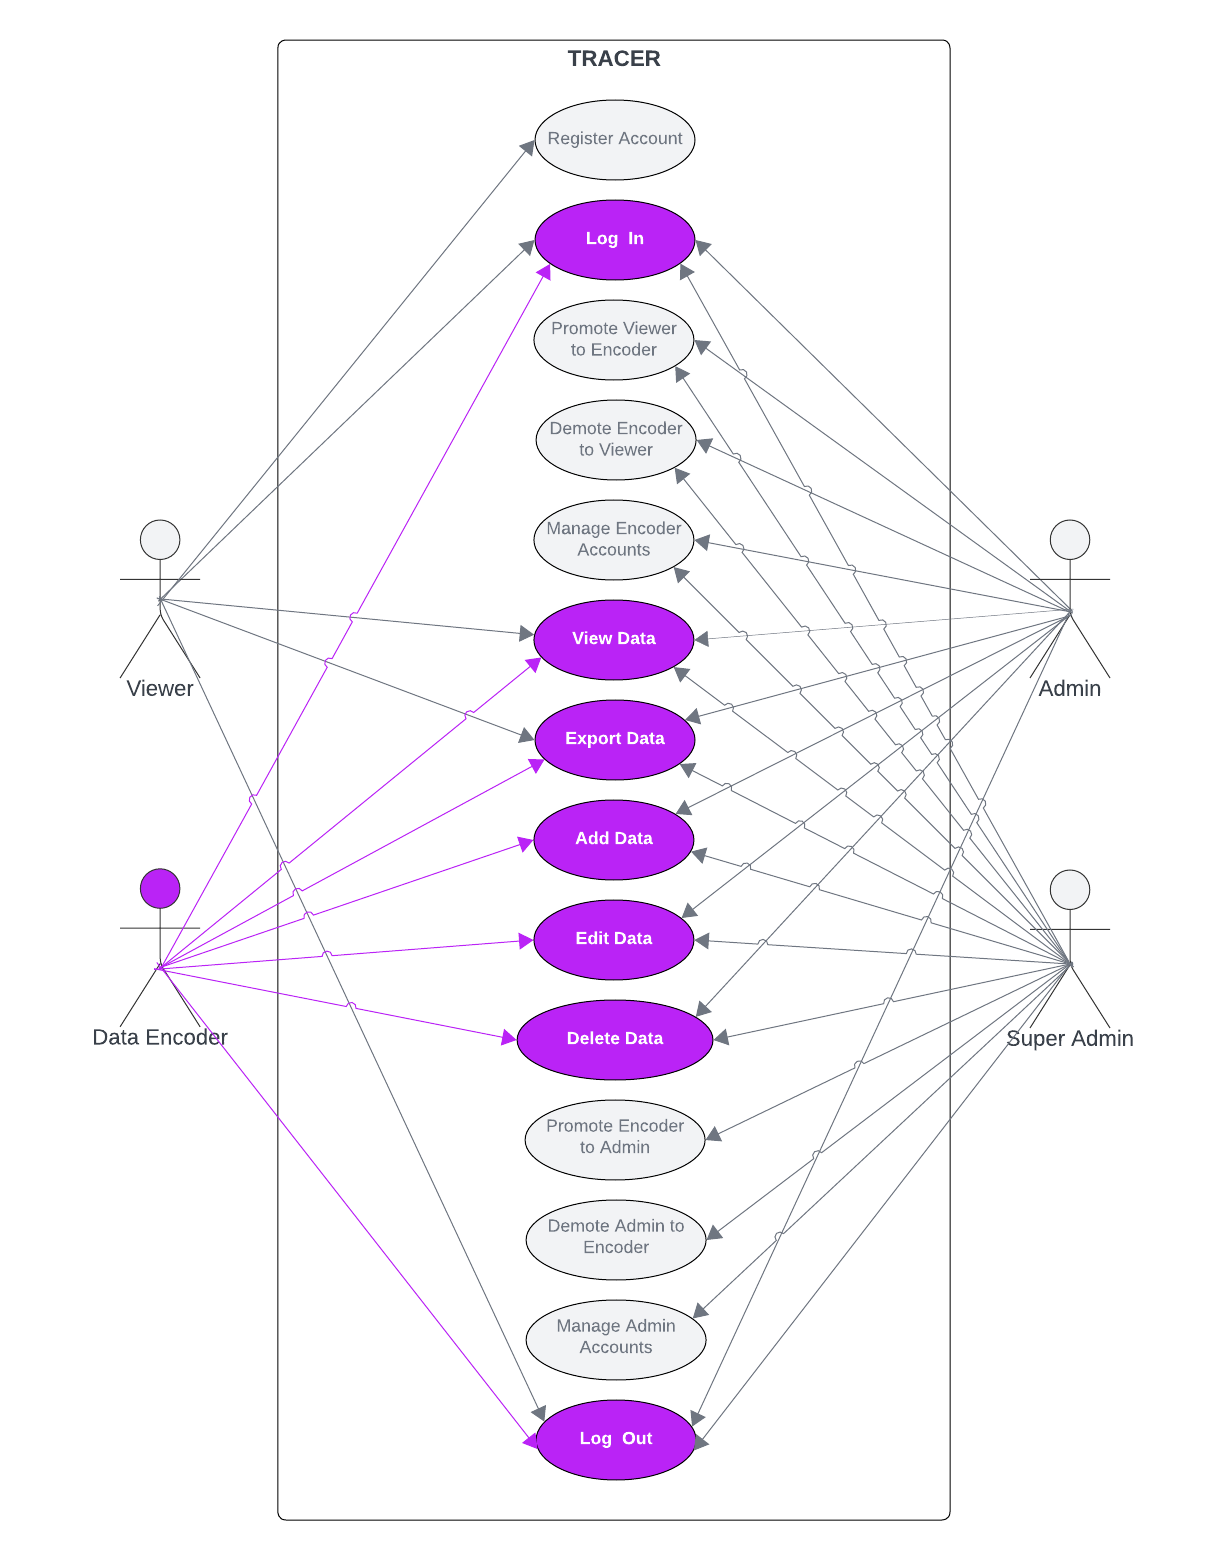 TRACER
Register Account
Log In
Promote Viewer
to Encoder
Demote Encoder
to Viewer
Manage Encoder
Accounts
View Data
Viewer
Admin
Export Data
Add Data
Edit Data
Data Encoder
Delete Data
Super Admin
Promote Encoder
to Admin
Demote Admin to
Encoder
Manage Admin
Accounts
Log Out